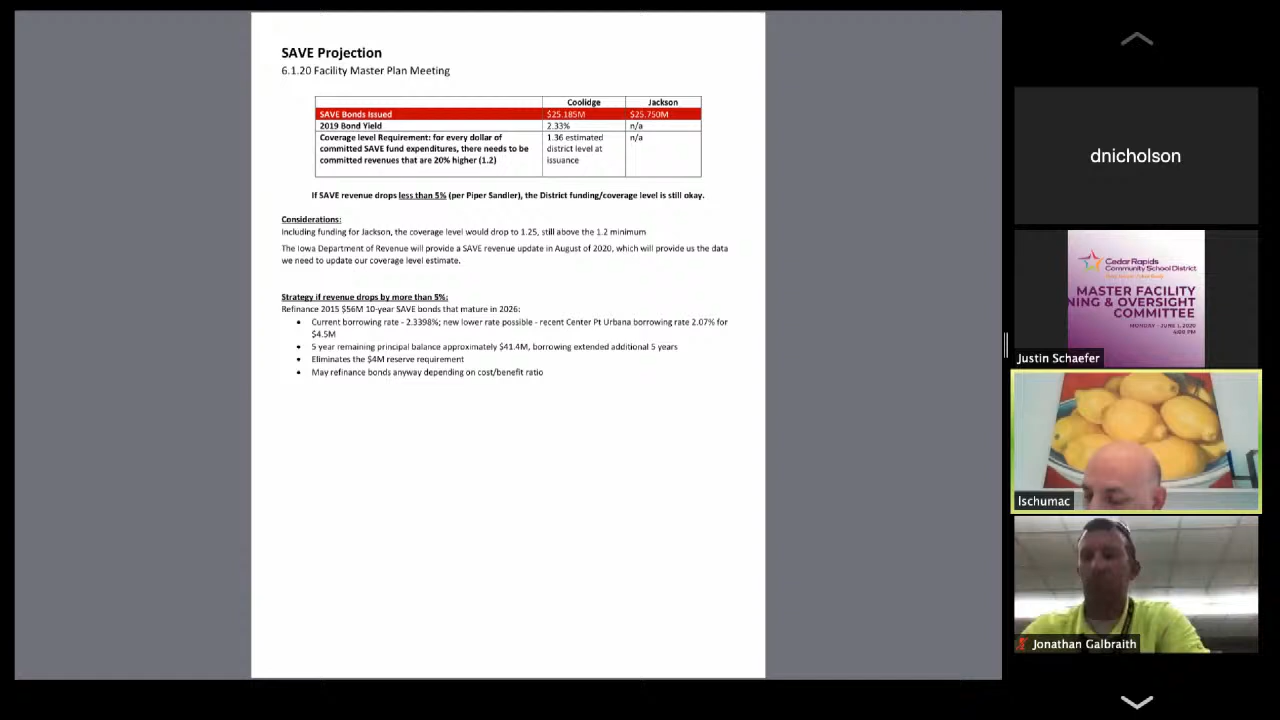 SAVE Projection
6.1.20 Facility Master Plan Meeting
Coolidge Jackson
SAVE Bonds Issued $25.185M $25.750M
2019 Bond Yield 2.33% n/a
Coverage level Requirement: for every dollar of 1.36 estimated n/a
committed SAVE fund expenditures, there needs to be district level at
committed revenues that are 20% higher (1.2) issuance
If SAVE revenue drops less than 5% (per Piper Sandler), the District funding/coverage level is still okay.
Considerations:
Including funding for Jackson, the coverage level would drop to 1.25, still above the 1.2 minimum
The Iowa Department of Revenue will provide a SAVE revenue update in August of 2020, which will provide us the data
we need to update our coverage level estimate.
Strategy if revenue drops by more than 5%:
Refinance 2015 $56M 10-year SAVE bonds that mature in 2026:
• Current borrowing rate - 2.3398%; new lower rate possible - recent Center Pt Urbana borrowing rate 2.07% for
$4.5M
• 5 year remaining principal balance approximately $41.4M, borrowing extended additional 5 years
• Eliminates the $4M reserve requirement
• May refinance bonds anyway depending on cost/benefit ratio
dnicholson
Cedar Rapids
Community School District
MASTER FACILITY
NING & OVERSIGHT
COMMITTEE
MONDAY - JUNE 1, 2020
4:00 PM
Justin Schaefer
lschumac
Jonathan Galbraith